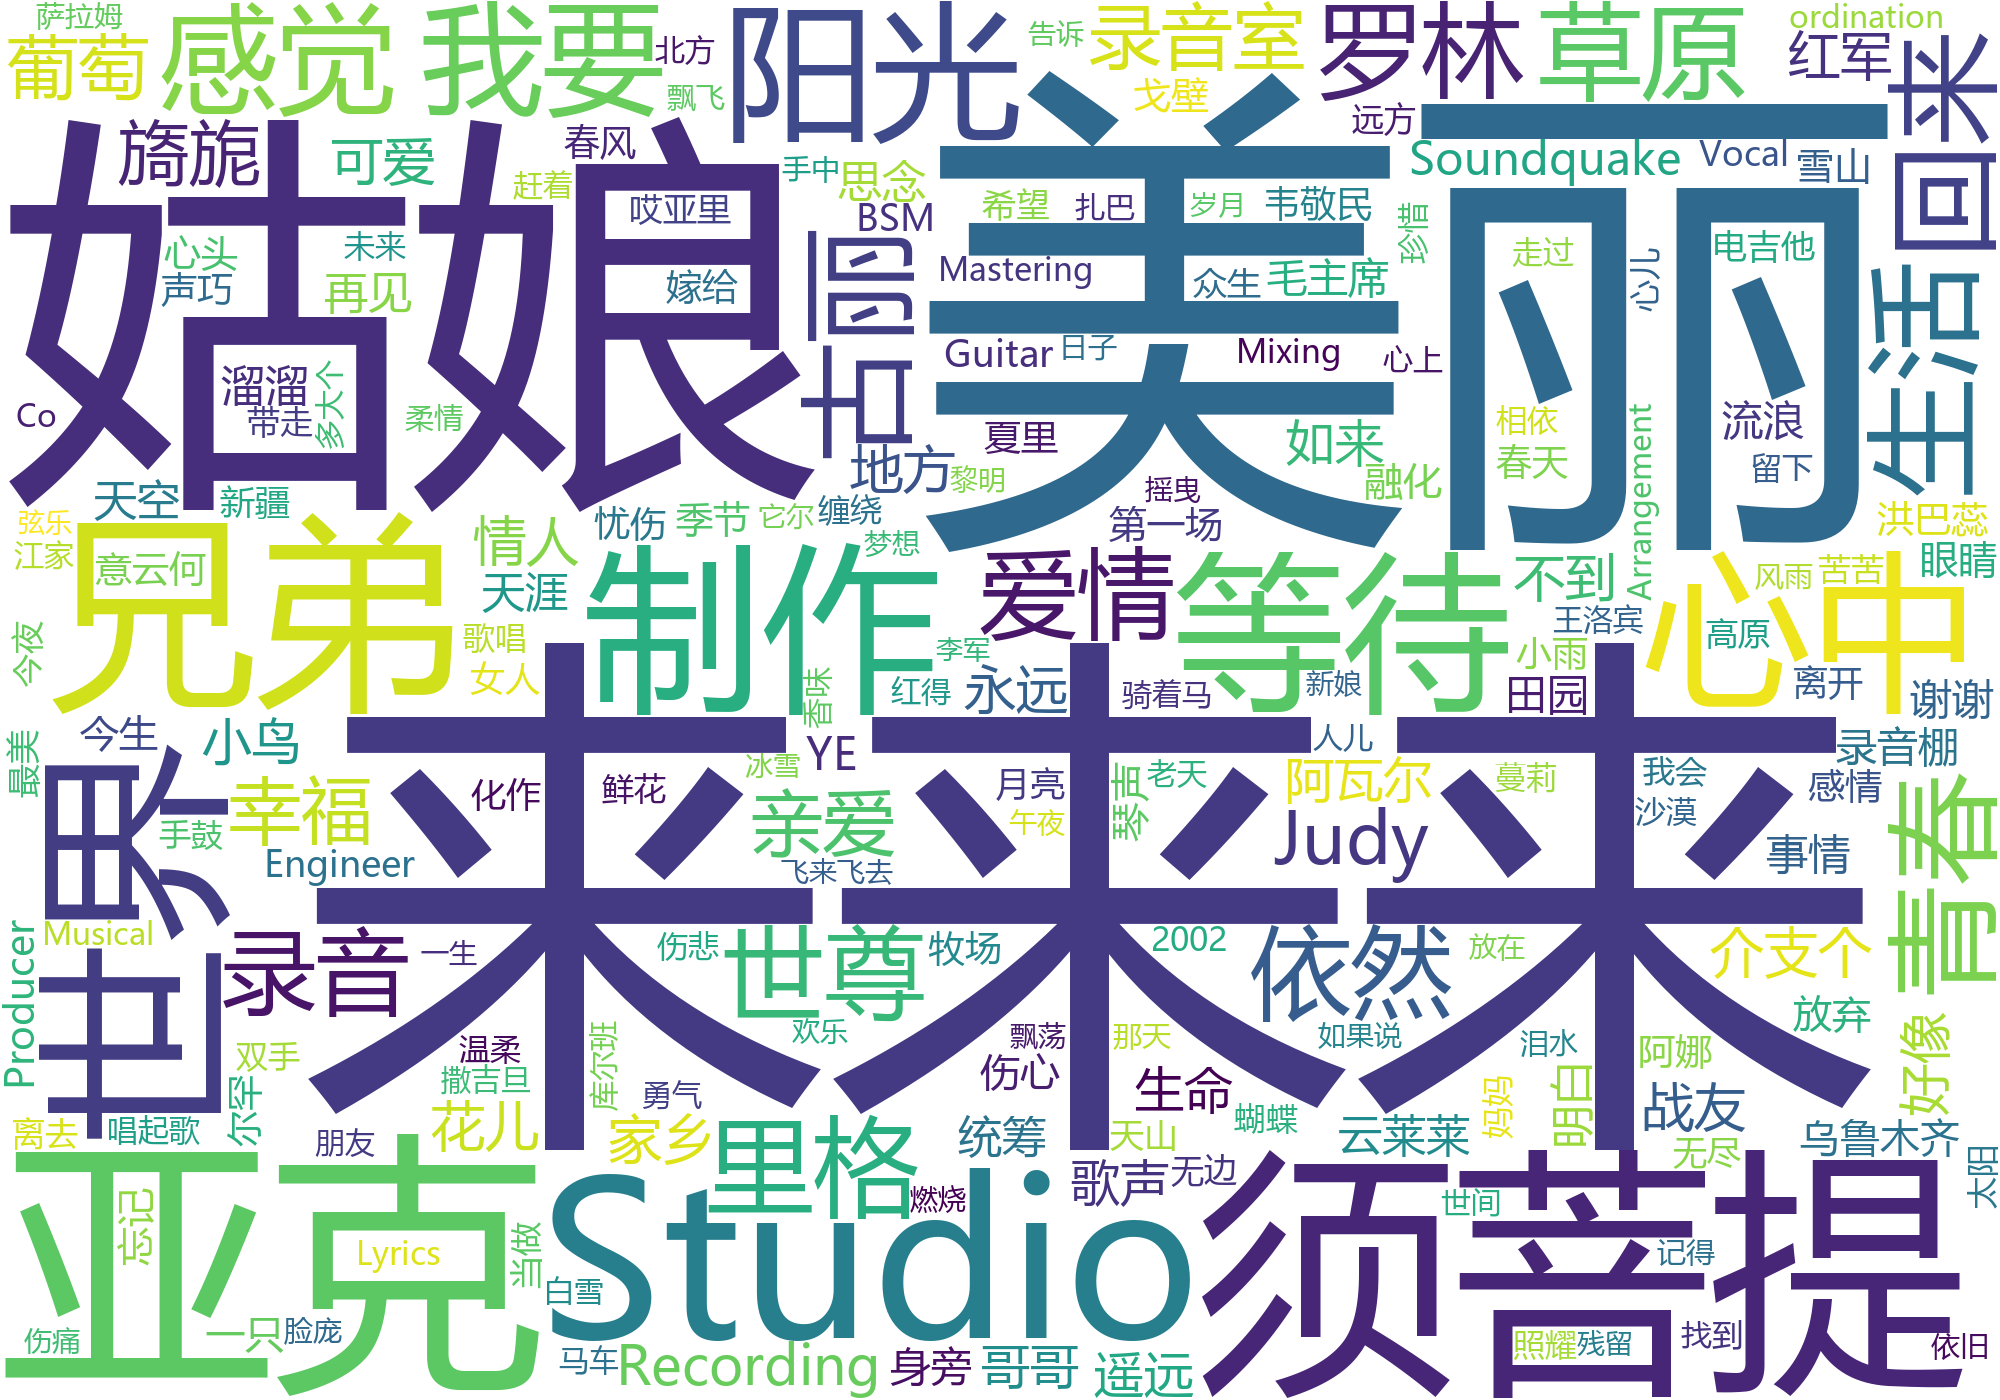 萨拉姆
葡萄
感觉
我要
北方
飘飞
阳光
告诉
录音室
戈壁
罗林
远方
草原
ordination
红军
回来
旖旎
可爱
春风
赶着
手中
思念
姑娘
美丽
Soundquake
Vocal
雪山
哎亚里
BSM
希望
扎巴
岁月
韦敬民
珍惜
走过
心儿
电吉他
心头
未来
声巧
再见
嫁给
古丽
Mastering
众生
毛主席
生活
Guitar
日子
Mixing
心上
溜溜
带走
多大个
柔情
Co
夏里
如来
相依
春天
流浪
留下
地方
黎明
融化
Arrangement
天空
新疆
摇曳
弦乐
江家
意云何
兄弟
情人
忧伤
季节
它尔
缠绕
梦想
第一场
洪巴蕊
眼睛
天涯
制作
爱情
等待
不到
心中
风雨
苦苦
今夜
歌唱
女人
李军
王洛宾
高原
小雨
香味
红得
永远
骑着马
新娘
田园
离开
谢谢
最美
今生
小鸟
米米米
YE
人儿
录音棚
世界
幸福
化作
鲜花
冰雪
月亮
琴声
老天
阿瓦尔
蔓莉
我会
感情
手鼓
亲爱
午夜
Judy
沙漠
青春
Engineer
飞来飞去
事情
Producer
Musical
录音
一生
伤悲
世尊
牧场
2002
依然
放在
介支个
双手
温柔
撒吉旦
库尔班
欢乐
飘荡
伤心
那天
如果说
泪水
阿娜
放弃
好像
尔罕
勇气
生命
妈妈
明白
战友
离去
唱起歌
朋友
花儿
家乡
里格
统筹
天山
蝴蝶
云莱莱
无尽
乌鲁木齐
亚克
忘记
Studio
歌声
无边
须菩提
世间
太阳
燃烧
Lyrics
当做
白雪
记得
伤痛
一只
脸庞
马车
Recording
身旁
哥哥
遥远
照耀
残留
找到
依旧